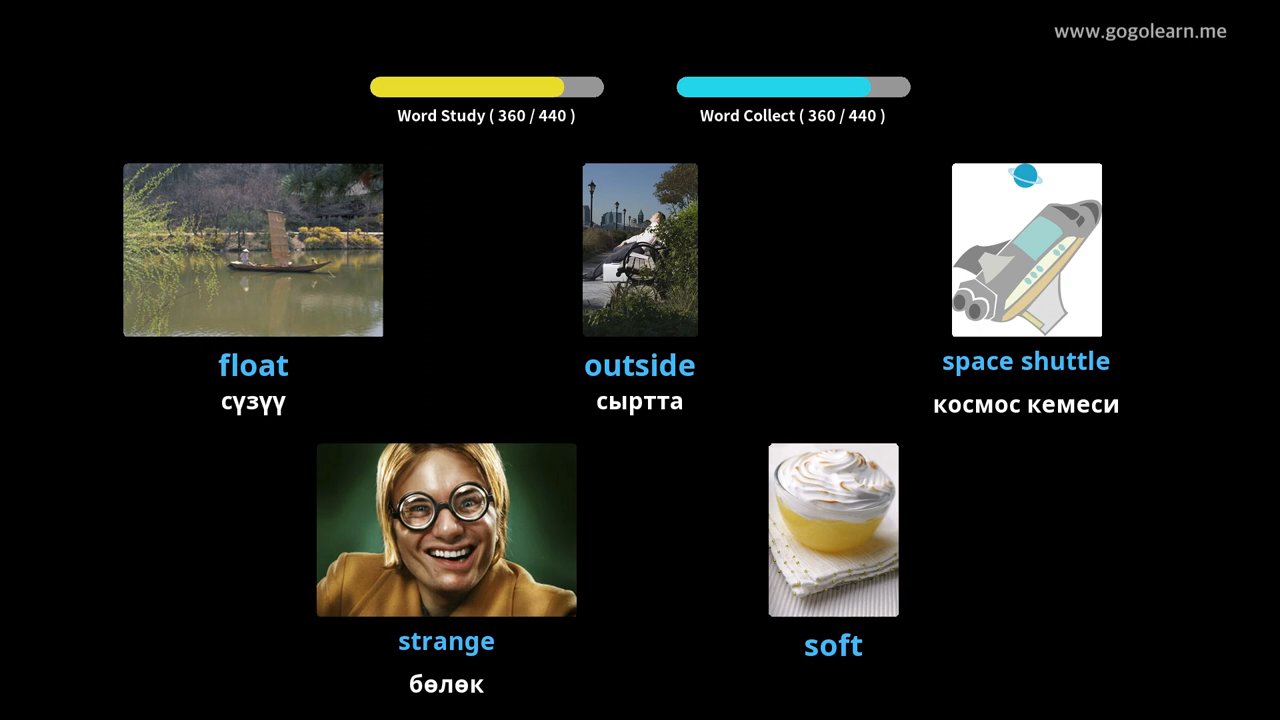 www.gogolearn.me
Word Study ( 360 / 440 )
Word Collect ( 360 / 440 )
float
сүзүү
outside
сыртта
space shuttle
космос кемеси
strange
бөлөк
soft